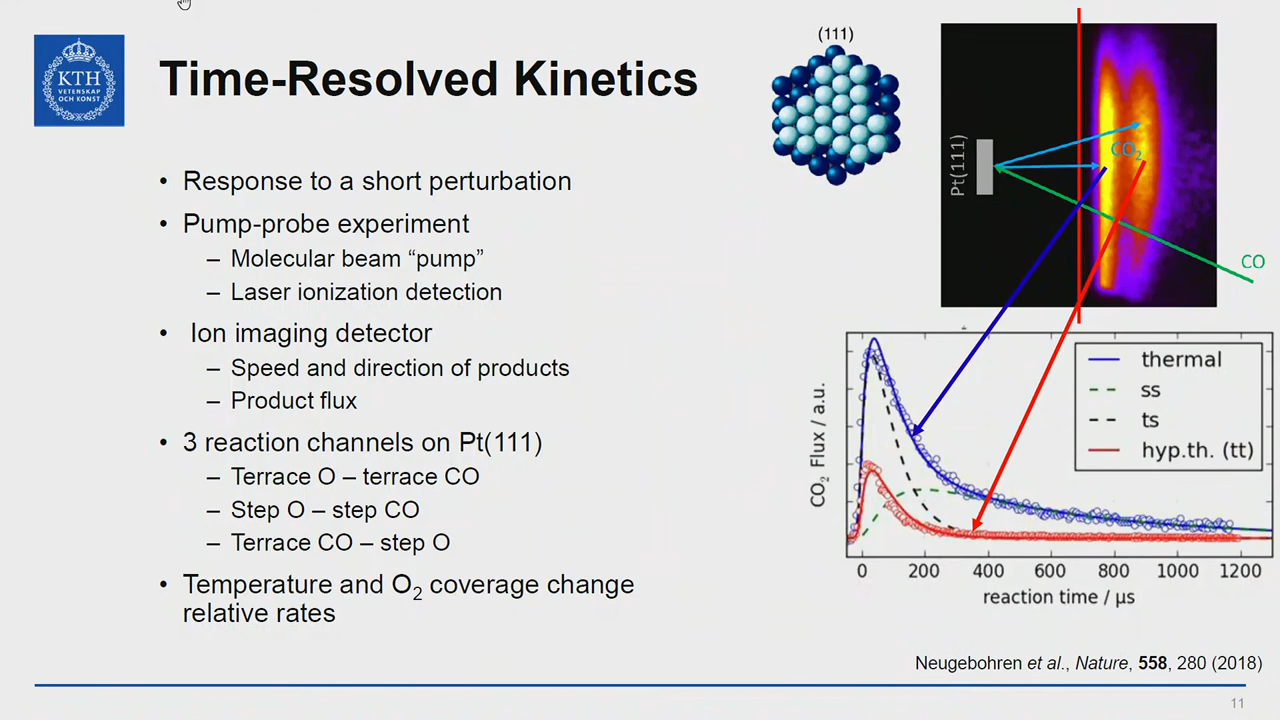 KTH
VETENSKAP
OCH KONST
Time-Resolved Kinetics
• Response to a short perturbation
• Pump-probe experiment
– Molecular beam “pump”
– Laser ionization detection
• Ion imaging detector
– Speed and direction of products
– Product flux
• 3 reaction channels on Pt(111)
– Terrace O – terrace CO
– Step O – step CO
– Terrace CO – step O
• Temperature and O₂ coverage change
relative rates
(111)
Pt(111)
CO₂
CO
CO₂ Flux / a.u.
thermal
ss
ts
hyp.th. (tt)
0 200 400 600 800 1000 1200
reaction time / µs
Neugebohren et al., Nature, 558, 280 (2018)
11